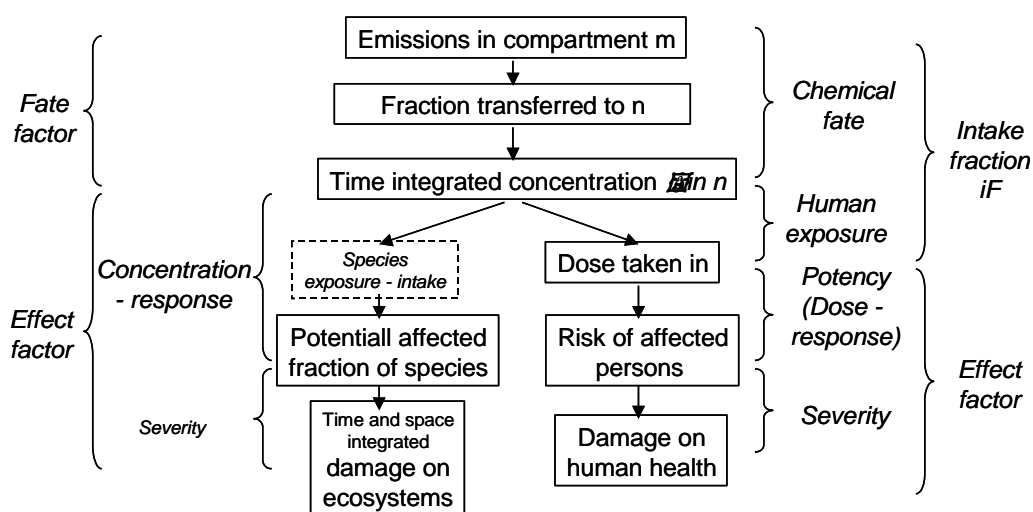 Emissions in compartment m
Fraction transferred to n
Time integrated concentration in n
Fate
factor
Chemical
fate
Intake
fraction
iF
Human
exposure
Species
exposure - intake
Dose taken in
Concentration
- response
Potency
(Dose -
response)
Effect
factor
Potentiall affected
fraction of species
Risk of affected
persons
Effect
factor
Severity
Severity
Time and space
integrated
damage on
ecosystems
Damage on
human health